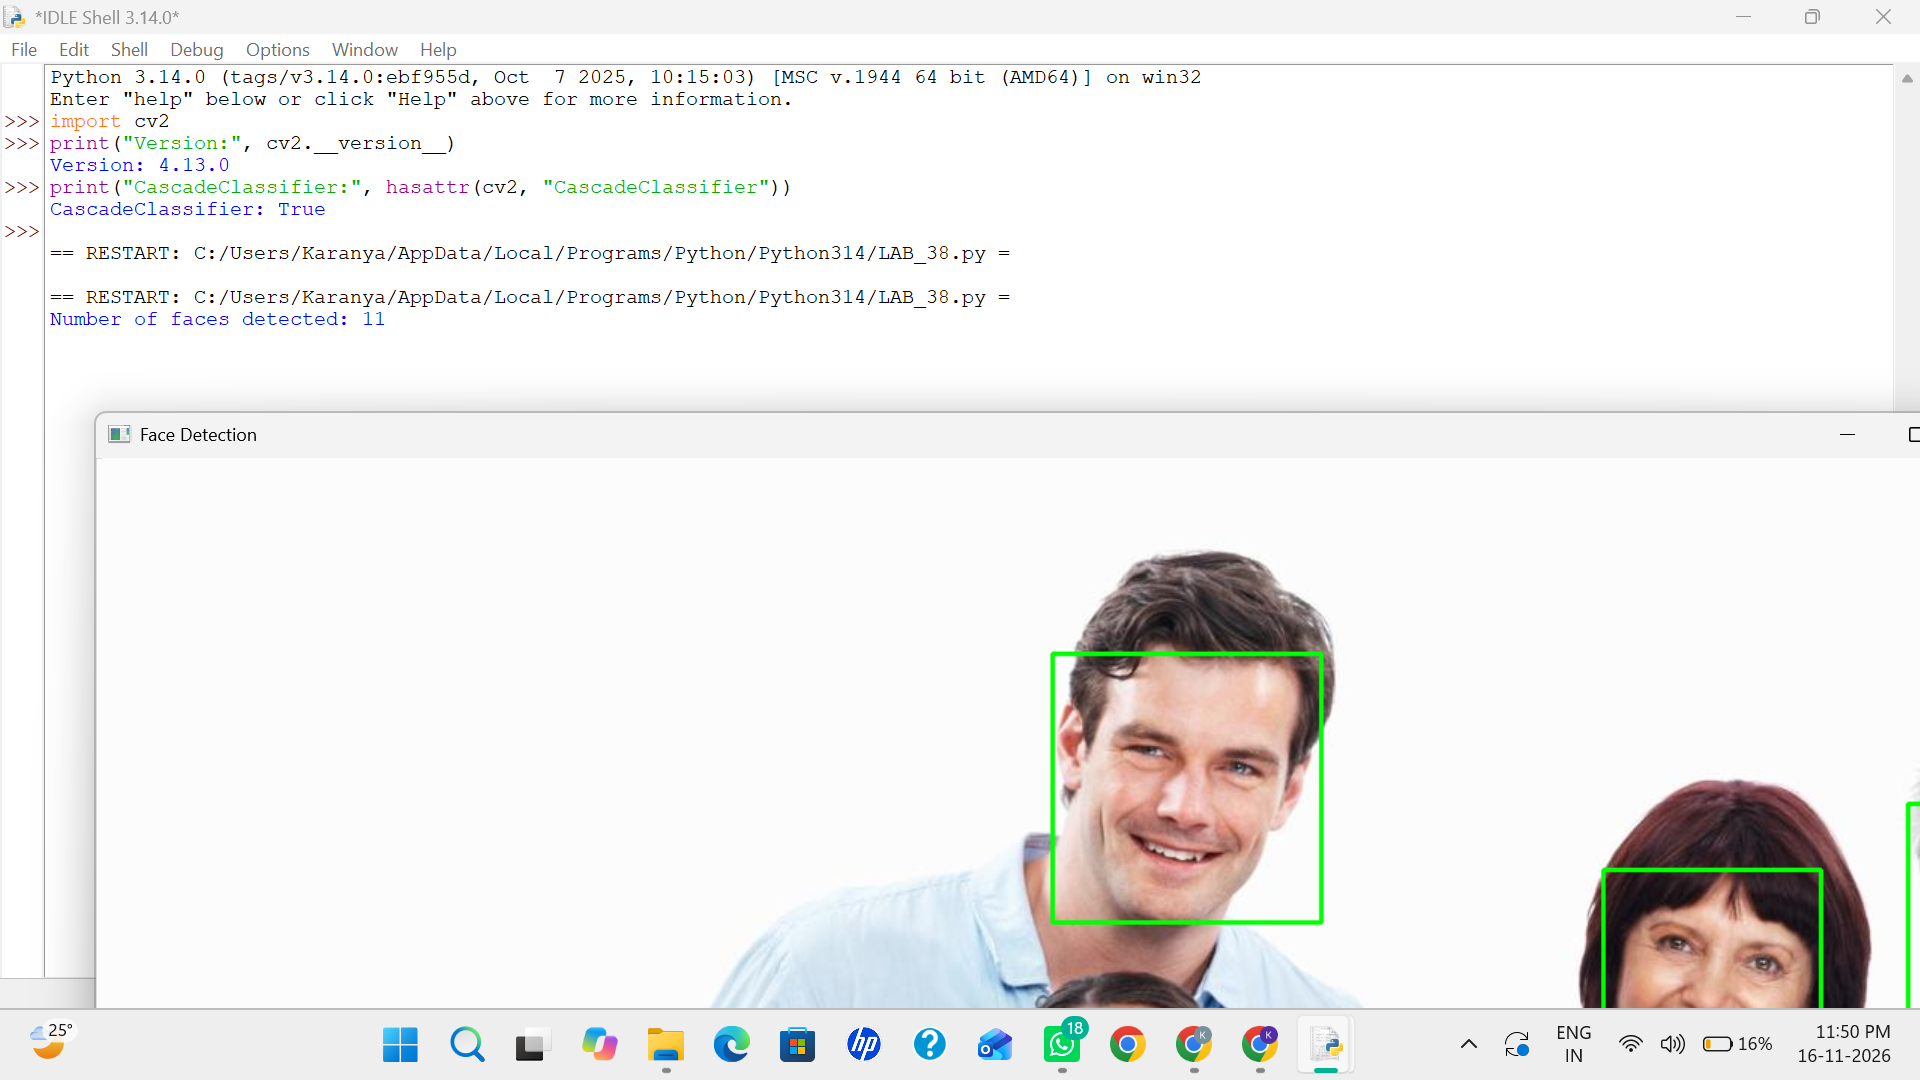 *IDLE Shell 3.14.0*
File Edit Shell Debug Options Window Help
Python 3.14.0 (tags/v3.14.0:ebf955d, Oct  7 2025, 10:15:03) [MSC v.1944 64 bit (AMD64)] on win32
Enter "help" below or click "Help" above for more information.
>>> import cv2
>>> print("Version:", cv2.__version__)
Version: 4.13.0
>>> print("CascadeClassifier:", hasattr(cv2, "CascadeClassifier"))
CascadeClassifier: True
>>>
== RESTART: C:/Users/Karanya/AppData/Local/Programs/Python/Python314/LAB_38.py =
== RESTART: C:/Users/Karanya/AppData/Local/Programs/Python/Python314/LAB_38.py =
Number of faces detected: 11
Face Detection
25°
hp
?
o
18
K
K
ENG
IN
16%
11:50 PM
16-11-2026